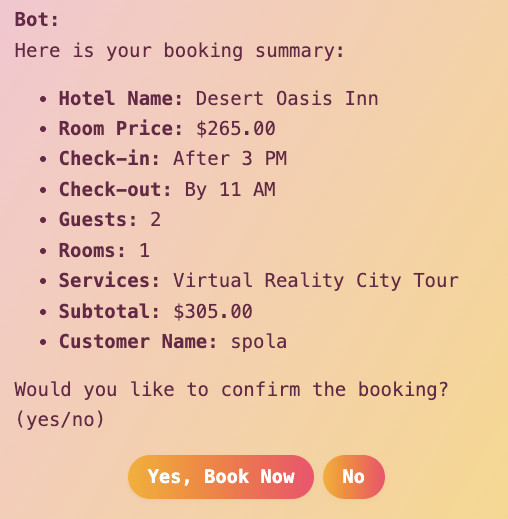 Bot:
Here is your booking summary:
• Hotel Name: Desert Oasis Inn
• Room Price: $265.00
• Check-in: After 3 PM
• Check-out: By 11 AM
• Guests: 2
• Rooms: 1
• Services: Virtual Reality City Tour
• Subtotal: $305.00
• Customer Name: spola
Would you like to confirm the booking?
(yes/no)
Yes, Book Now No